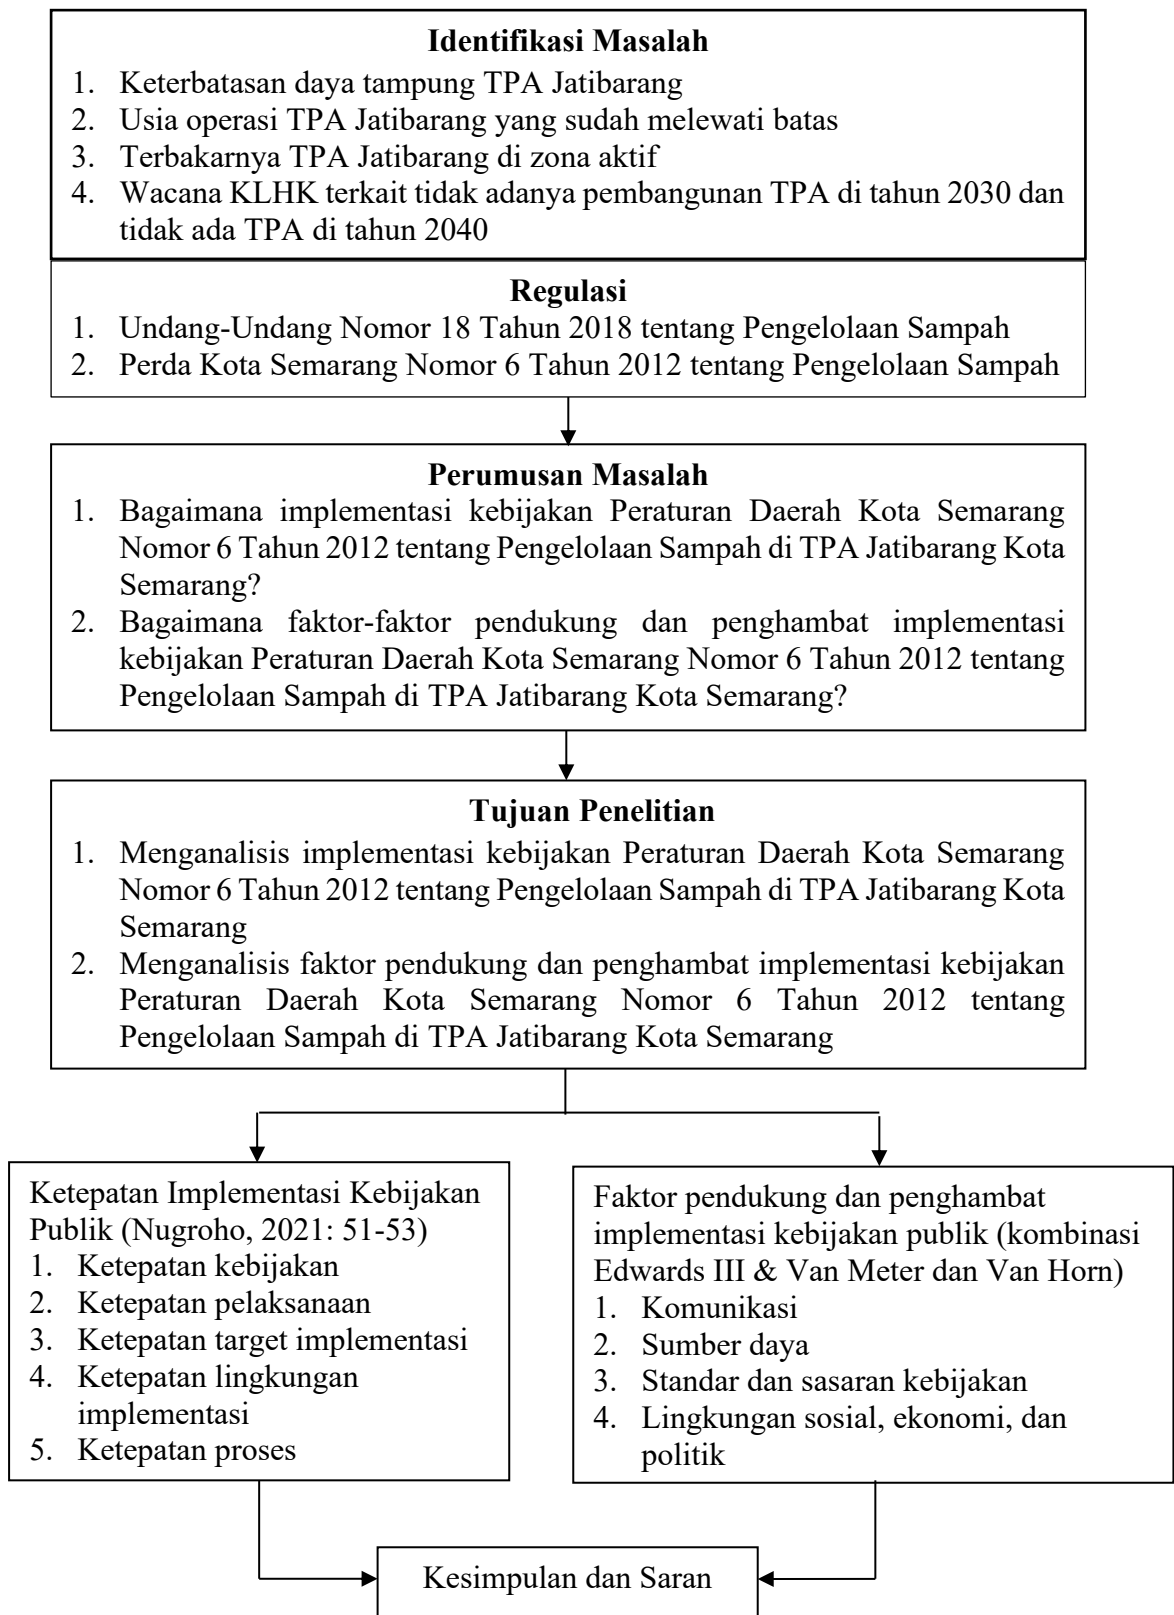 Identifikasi Masalah
1. Keterbatasan daya tampung TPA Jatibarang
2. Usia operasi TPA Jatibarang yang sudah melewati batas
3. Terbakarnya TPA Jatibarang di zona aktif
4. Wacana KLHK terkait tidak adanya pembangunan TPA di tahun 2030 dan
tidak ada TPA di tahun 2040
Regulasi
1. Undang-Undang Nomor 18 Tahun 2018 tentang Pengelolaan Sampah
2. Perda Kota Semarang Nomor 6 Tahun 2012 tentang Pengelolaan Sampah
Perumusan Masalah
1. Bagaimana implementasi kebijakan Peraturan Daerah Kota Semarang
Nomor 6 Tahun 2012 tentang Pengelolaan Sampah di TPA Jatibarang Kota
Semarang?
2. Bagaimana faktor-faktor pendukung dan penghambat implementasi
kebijakan Peraturan Daerah Kota Semarang Nomor 6 Tahun 2012 tentang
Pengelolaan Sampah di TPA Jatibarang Kota Semarang?
Tujuan Penelitian
1. Menganalisis implementasi kebijakan Peraturan Daerah Kota Semarang
Nomor 6 Tahun 2012 tentang Pengelolaan Sampah di TPA Jatibarang Kota
Semarang
2. Menganalisis faktor pendukung dan penghambat implementasi kebijakan
Peraturan Daerah Kota Semarang Nomor 6 Tahun 2012 tentang
Pengelolaan Sampah di TPA Jatibarang Kota Semarang
Ketepatan Implementasi Kebijakan
Publik (Nugroho, 2021: 51-53)
1. Ketepatan kebijakan
2. Ketepatan pelaksanaan
3. Ketepatan target implementasi
4. Ketepatan lingkungan
implementasi
5. Ketepatan proses
Faktor pendukung dan penghambat
implementasi kebijakan publik (kombinasi
Edwards III & Van Meter dan Van Horn)
1. Komunikasi
2. Sumber daya
3. Standar dan sasaran kebijakan
4. Lingkungan sosial, ekonomi, dan
politik
Kesimpulan dan Saran